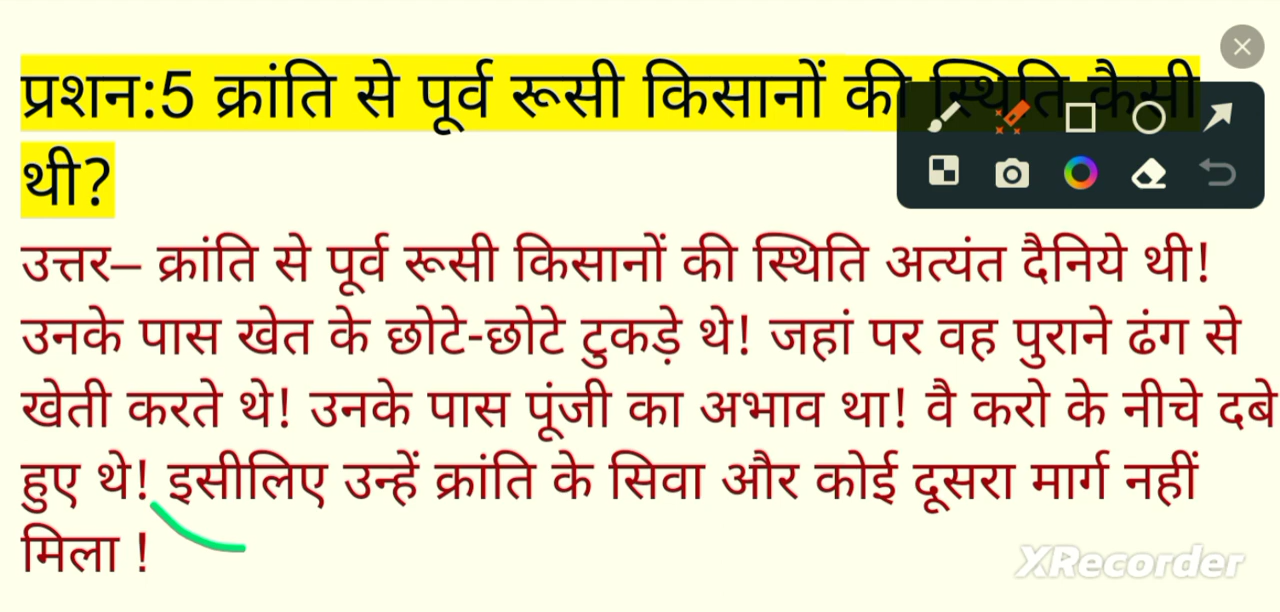 प्रशन:5 क्रांति से पूर्व रूसी किसानों की स्थिति कैसी
थी?
उत्तर– क्रांति से पूर्व रूसी किसानों की स्थिति अत्यंत दैनिये थी!
उनके पास खेत के छोटे-छोटे टुकड़े थे! जहां पर वह पुराने ढंग से
खेती करते थे! उनके पास पूंजी का अभाव था! वै करो के नीचे दबे
हुए थे! इसीलिए उन्हें क्रांति के सिवा और कोई दूसरा मार्ग नहीं
मिला !
XRecorder